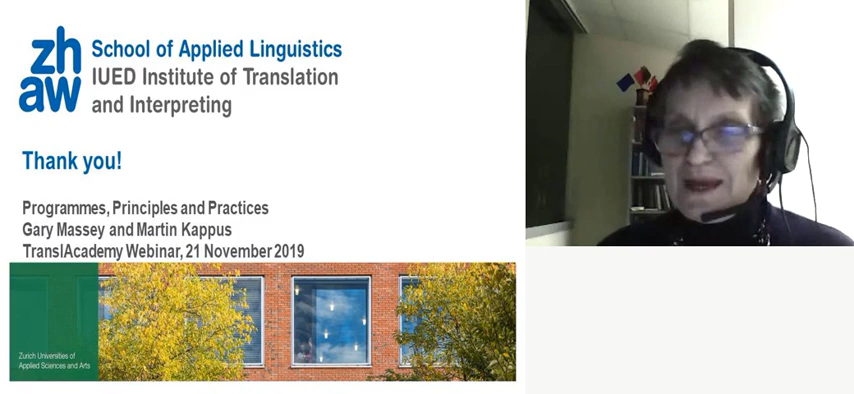 zh
aw
School of Applied Linguistics
IUED Institute of Translation
and Interpreting
Thank you!
Programmes, Principles and Practices
Gary Massey and Martin Kappus
TranslAcademy Webinar, 21 November 2019
Zurich Universities of
Applied Sciences and Arts